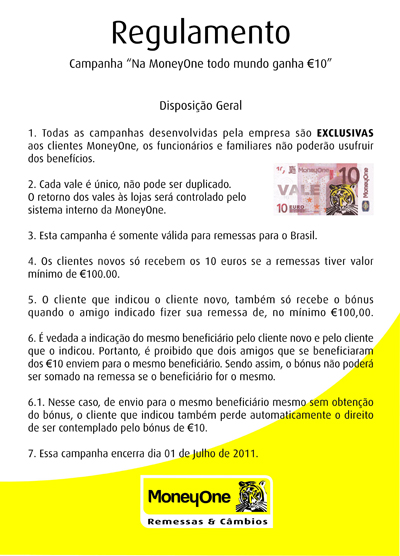 Regulamento
Campanha “Na MoneyOne todo mundo ganha €10”
Disposição Geral
1. Todas as campanhas desenvolvidas pela empresa são EXCLUSIVAS
aos clientes MoneyOne, os funcionários e familiares não poderão usufruir
dos benefícios.
2. Cada vale é único, não pode ser duplicado.
O retorno dos vales às lojas será controlado pelo
sistema interno da MoneyOne.
MoneyOne
10
VALE
10 EURO
MoneyOne
3. Esta campanha é somente válida para remessas para o Brasil.
4. Os clientes novos só recebem os 10 euros se a remessas tiver valor
mínimo de €100.00.
5. O cliente que indicou o cliente novo, também só recebe o bónus
quando o amigo indicado fizer sua remessa de, no mínimo €100,00.
6. É vedada a indicação do mesmo beneficiário pelo cliente novo e pelo cliente
que o indicou. Portanto, é proibido que dois amigos que se beneficiaram
dos €10 enviem para o mesmo beneficiário. Sendo assim, o bónus não poderá
ser somado na remessa se o beneficiário for o mesmo.
6.1. Nesse caso, de envio para o mesmo beneficiário mesmo sem obtenção
do bónus, o cliente que indicou também perde automaticamente o direito
de ser contemplado pelo bónus de €10.
7. Essa campanha encerra dia 01 de Julho de 2011.
MoneyOne
Remessas & Câmbios